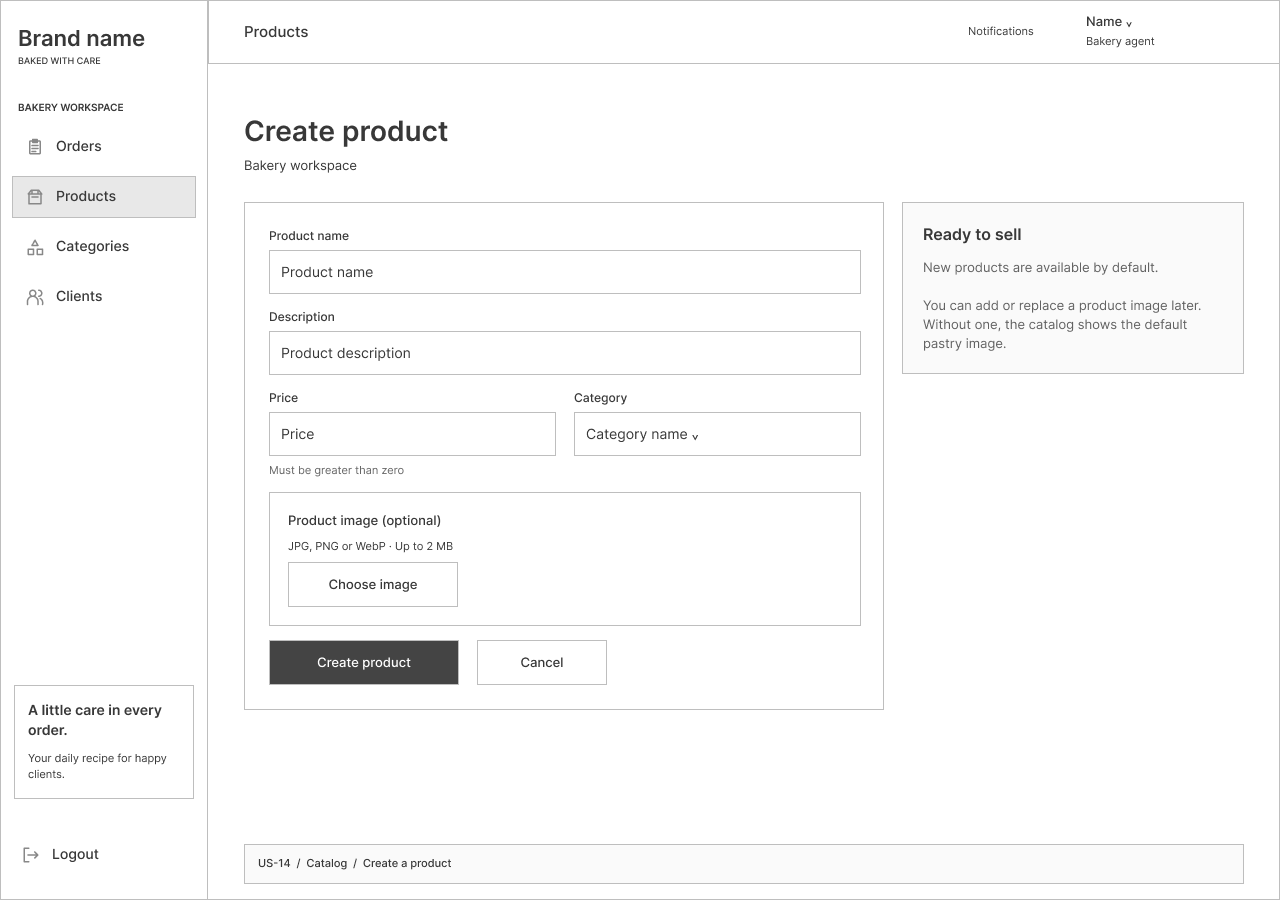 Brand name
BAKED WITH CARE
BAKERY WORKSPACE
Orders
Products
Categories
Clients
A little care in every
order.
Your daily recipe for happy
clients.
Logout
Products
Notifications
Name v
Bakery agent
Create product
Bakery workspace
Product name
Product name
Description
Product description
Price
Price
Must be greater than zero
Category
Category name v
Product image (optional)
JPG, PNG or WebP · Up to 2 MB
Choose image
Create product
Cancel
Ready to sell
New products are available by default.
You can add or replace a product image later.
Without one, the catalog shows the default
pastry image.
US-14 / Catalog / Create a product